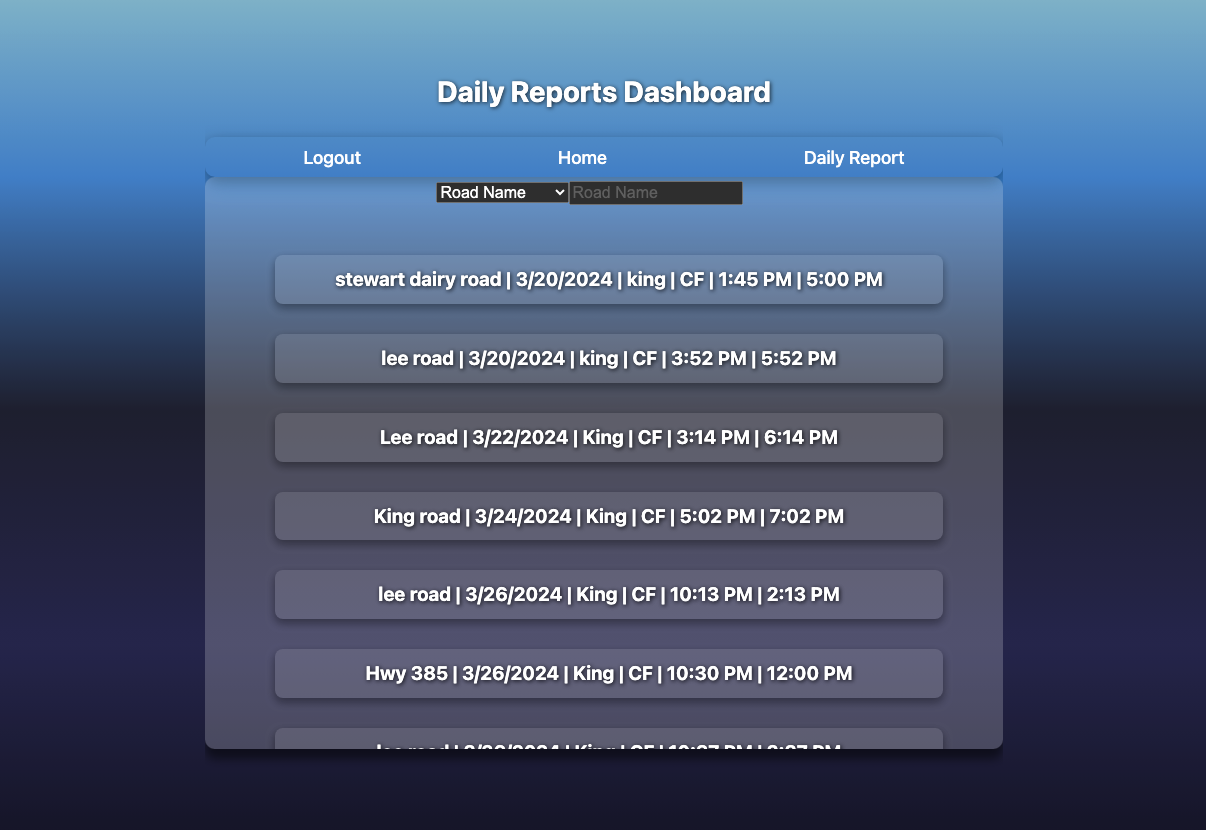 Daily Reports Dashboard
Logout Home Daily Report
Road Name Road Name
stewart dairy road | 3/20/2024 | king | CF | 1:45 PM | 5:00 PM
lee road | 3/20/2024 | king | CF | 3:52 PM | 5:52 PM
Lee road | 3/22/2024 | King | CF | 3:14 PM | 6:14 PM
King road | 3/24/2024 | King | CF | 5:02 PM | 7:02 PM
lee road | 3/26/2024 | King | CF | 10:13 PM | 2:13 PM
Hwy 385 | 3/26/2024 | King | CF | 10:30 PM | 12:00 PM